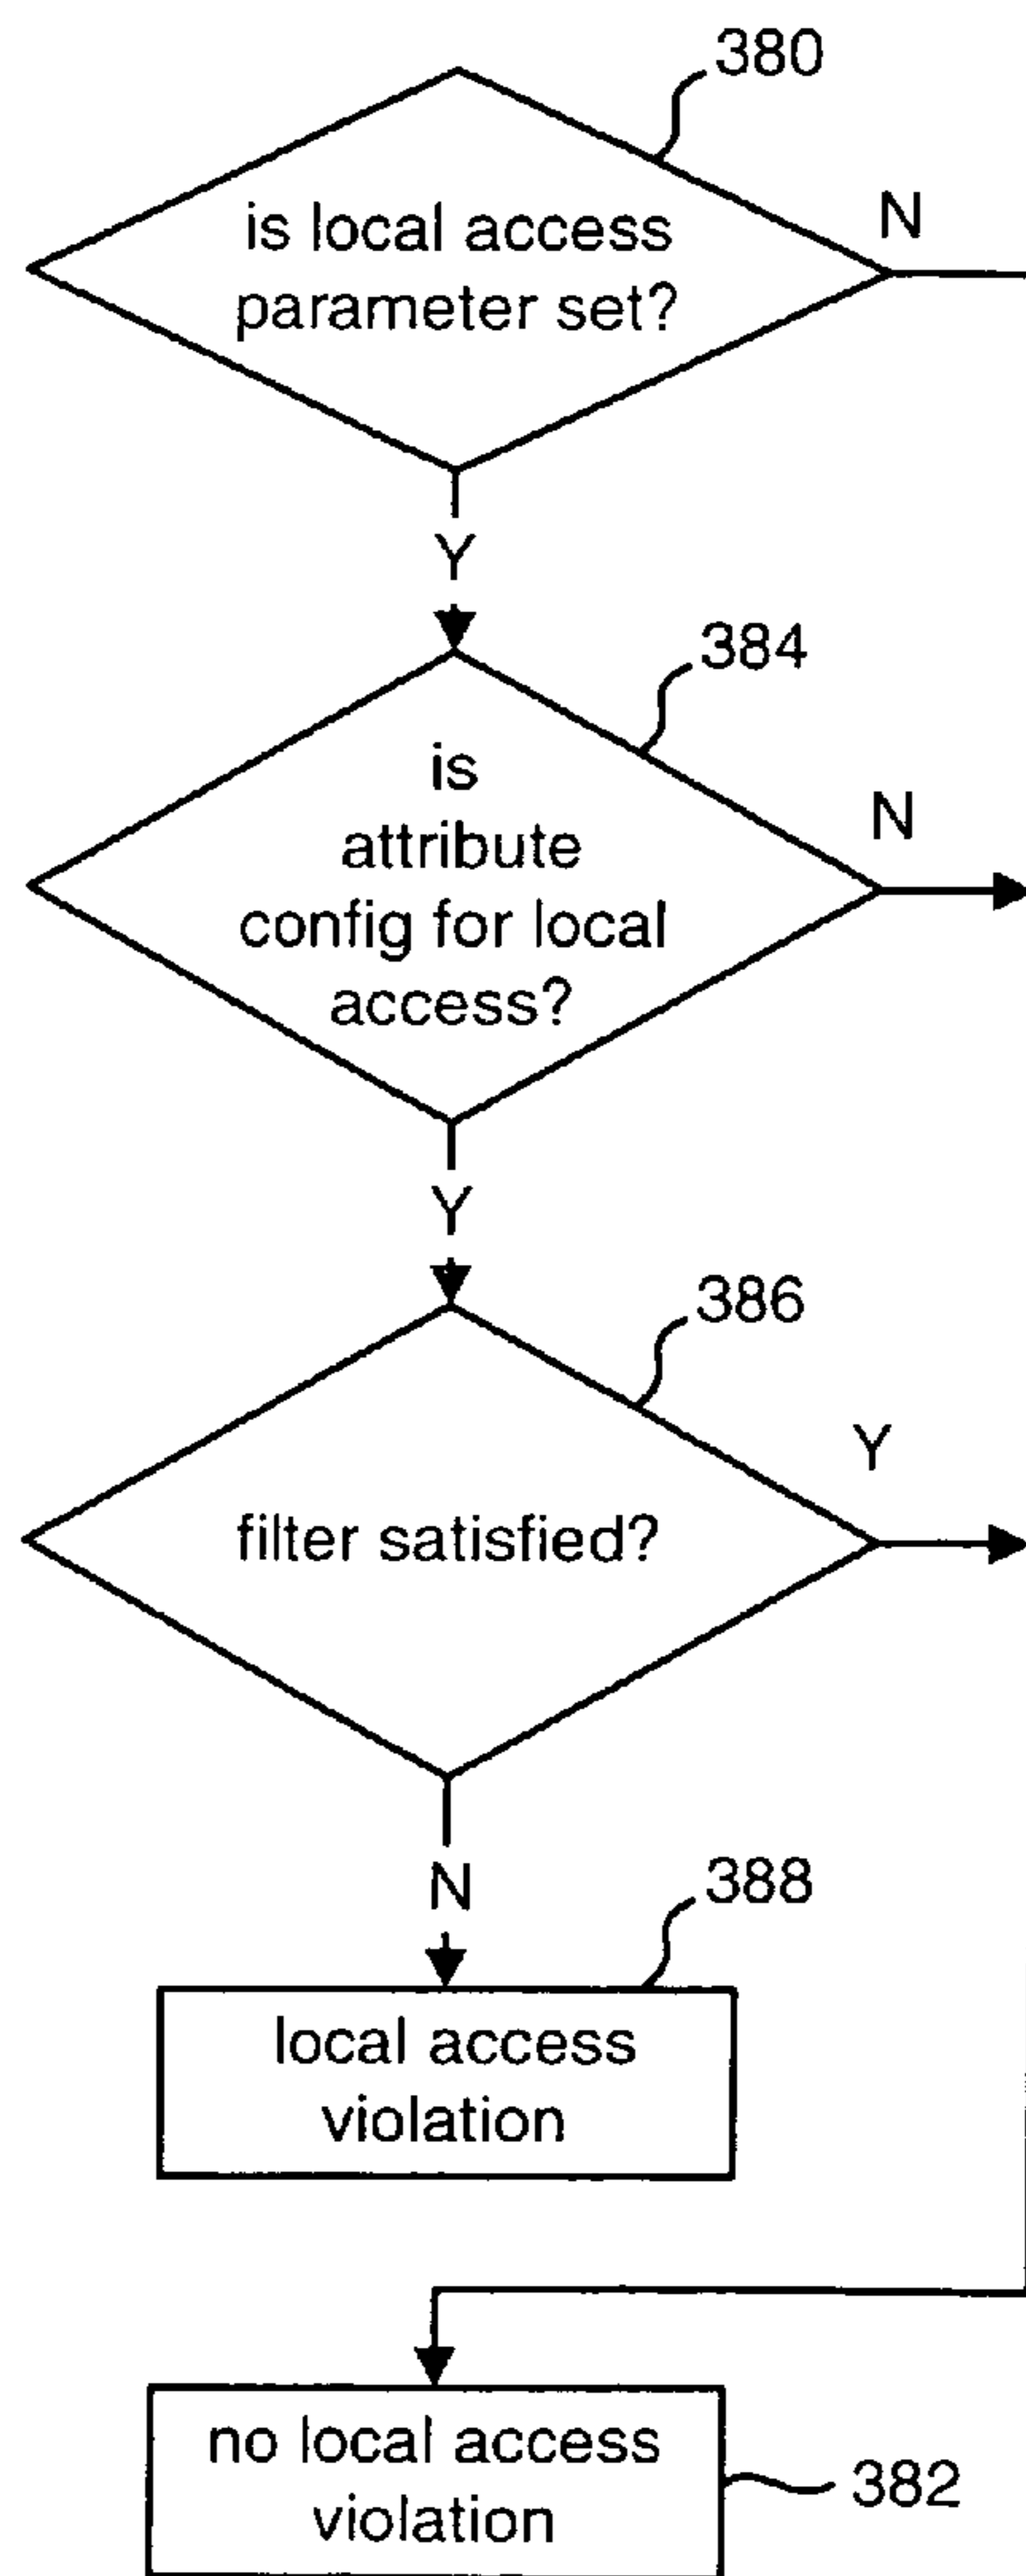 380
is local access
parameter set?
N
Y
384
is
attribute
config for local
access?
N
Y
386
filter satisfied?
Y
N
388
local access
violation
no local access
violation
382